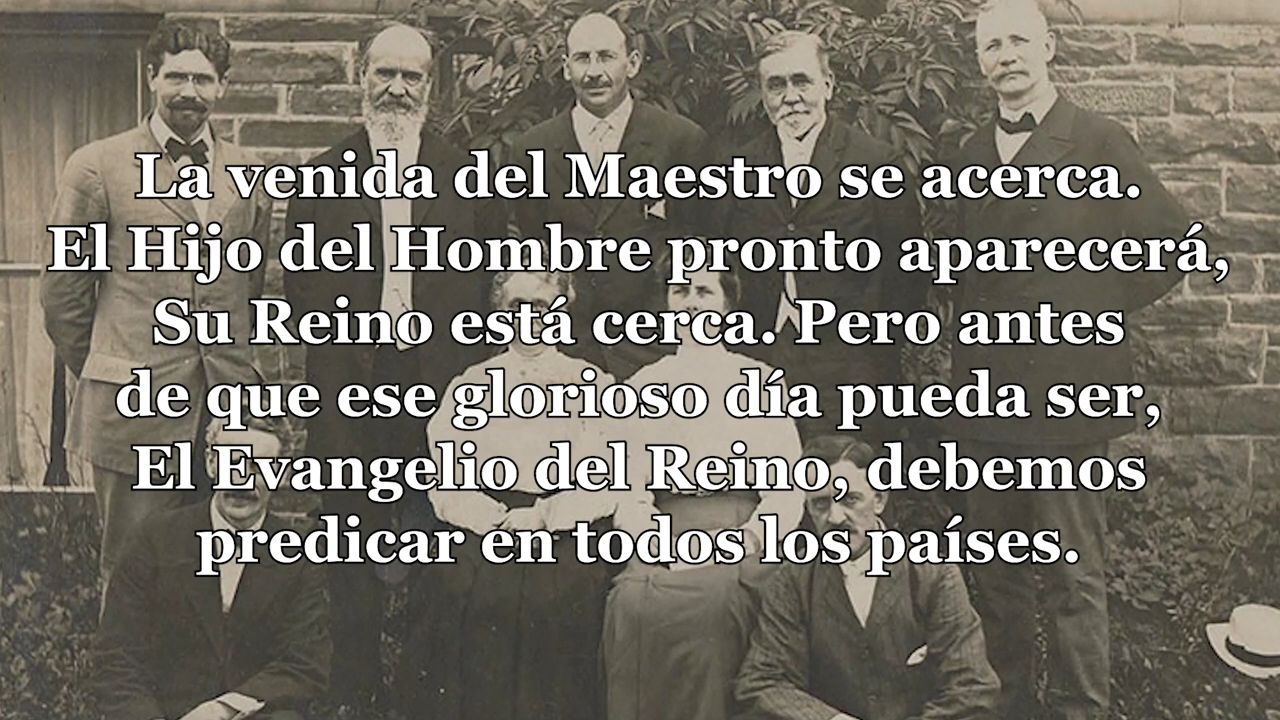 La venida del Maestro se acerca.
El Hijo del Hombre pronto aparecerá,
Su Reino está cerca. Pero antes
de que ese glorioso día pueda ser,
El Evangelio del Reino, debemos
predicar en todos los países.